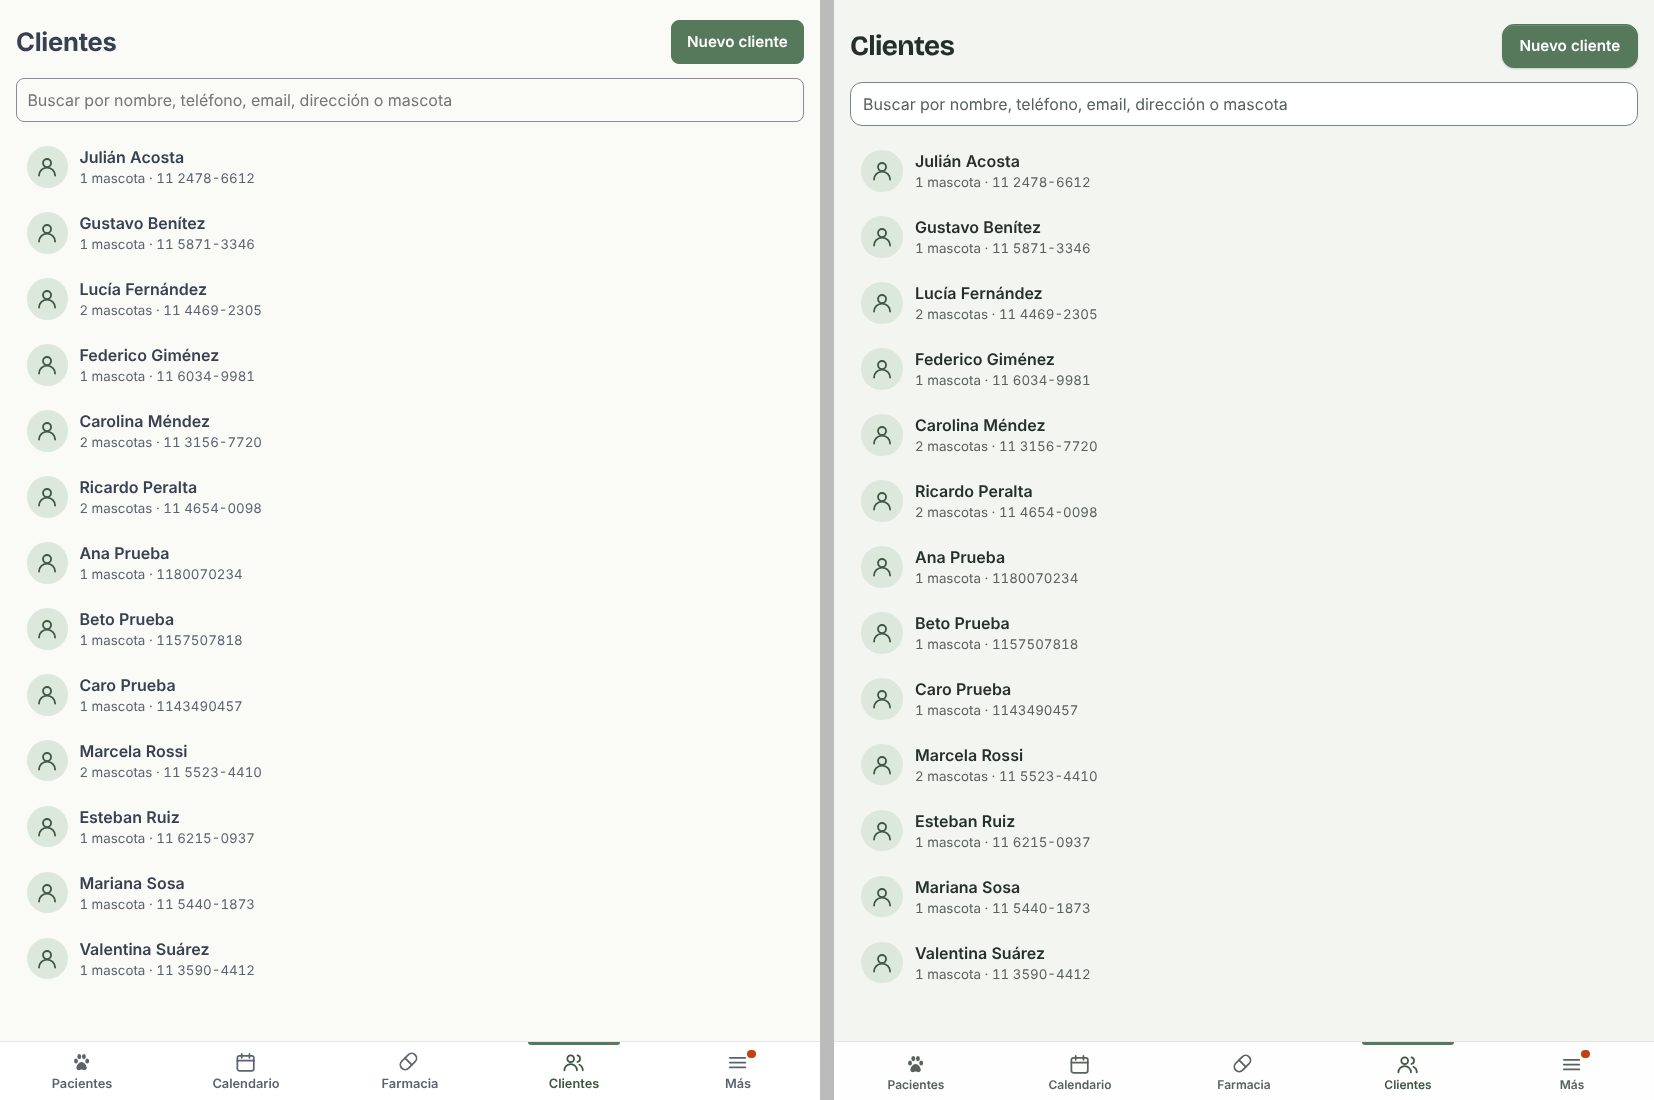 Clientes
Nuevo cliente
Buscar por nombre, teléfono, email, dirección o mascota
Julián Acosta
1 mascota · 11 2478-6612
Gustavo Benítez
1 mascota · 11 5871-3346
Lucía Fernández
2 mascotas · 11 4469-2305
Federico Giménez
1 mascota · 11 6034-9981
Carolina Méndez
2 mascotas · 11 3156-7720
Ricardo Peralta
2 mascotas · 11 4654-0098
Ana Prueba
1 mascota · 1180070234
Beto Prueba
1 mascota · 1157507818
Caro Prueba
1 mascota · 1143490457
Marcela Rossi
2 mascotas · 11 5523-4410
Esteban Ruiz
1 mascota · 11 6215-0937
Mariana Sosa
1 mascota · 11 5440-1873
Valentina Suárez
1 mascota · 11 3590-4412
Pacientes
Calendario
Farmacia
Clientes
Más
Clientes
Nuevo cliente
Buscar por nombre, teléfono, email, dirección o mascota
Julián Acosta
1 mascota · 11 2478-6612
Gustavo Benítez
1 mascota · 11 5871-3346
Lucía Fernández
2 mascotas · 11 4469-2305
Federico Giménez
1 mascota · 11 6034-9981
Carolina Méndez
2 mascotas · 11 3156-7720
Ricardo Peralta
2 mascotas · 11 4654-0098
Ana Prueba
1 mascota · 1180070234
Beto Prueba
1 mascota · 1157507818
Caro Prueba
1 mascota · 1143490457
Marcela Rossi
2 mascotas · 11 5523-4410
Esteban Ruiz
1 mascota · 11 6215-0937
Mariana Sosa
1 mascota · 11 5440-1873
Valentina Suárez
1 mascota · 11 3590-4412
Pacientes
Calendario
Farmacia
Clientes
Más